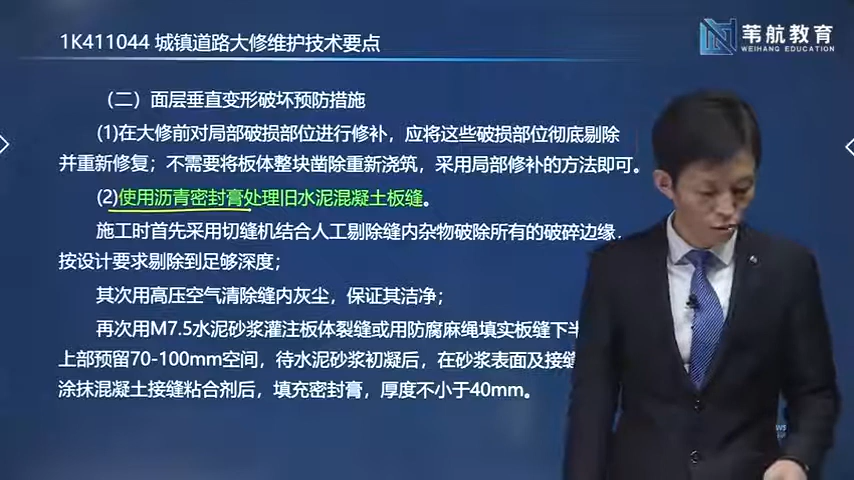 1K411044 城镇道路大修维护技术要点
苇航教育
WEIHANG EDUCATION
（二）面层垂直变形破坏预防措施
(1)在大修前对局部破损部位进行修补，应将这些破损部位彻底剔除
并重新修复；不需要将板体整块凿除重新浇筑，采用局部修补的方法即可。
(2)使用沥青密封膏处理旧水泥混凝土板缝。
施工时首先采用切缝机结合人工剔除缝内杂物破除所有的破碎边缘，
按设计要求剔除到足够深度；
其次用高压空气清除缝内灰尘，保证其洁净；
再次用M7.5水泥砂浆灌注板体裂缝或用防腐麻绳填实板缝下半
上部预留70-100mm空间，待水泥砂浆初凝后，在砂浆表面及接缝
涂抹混凝土接缝粘合剂后，填充密封膏，厚度不小于40mm。